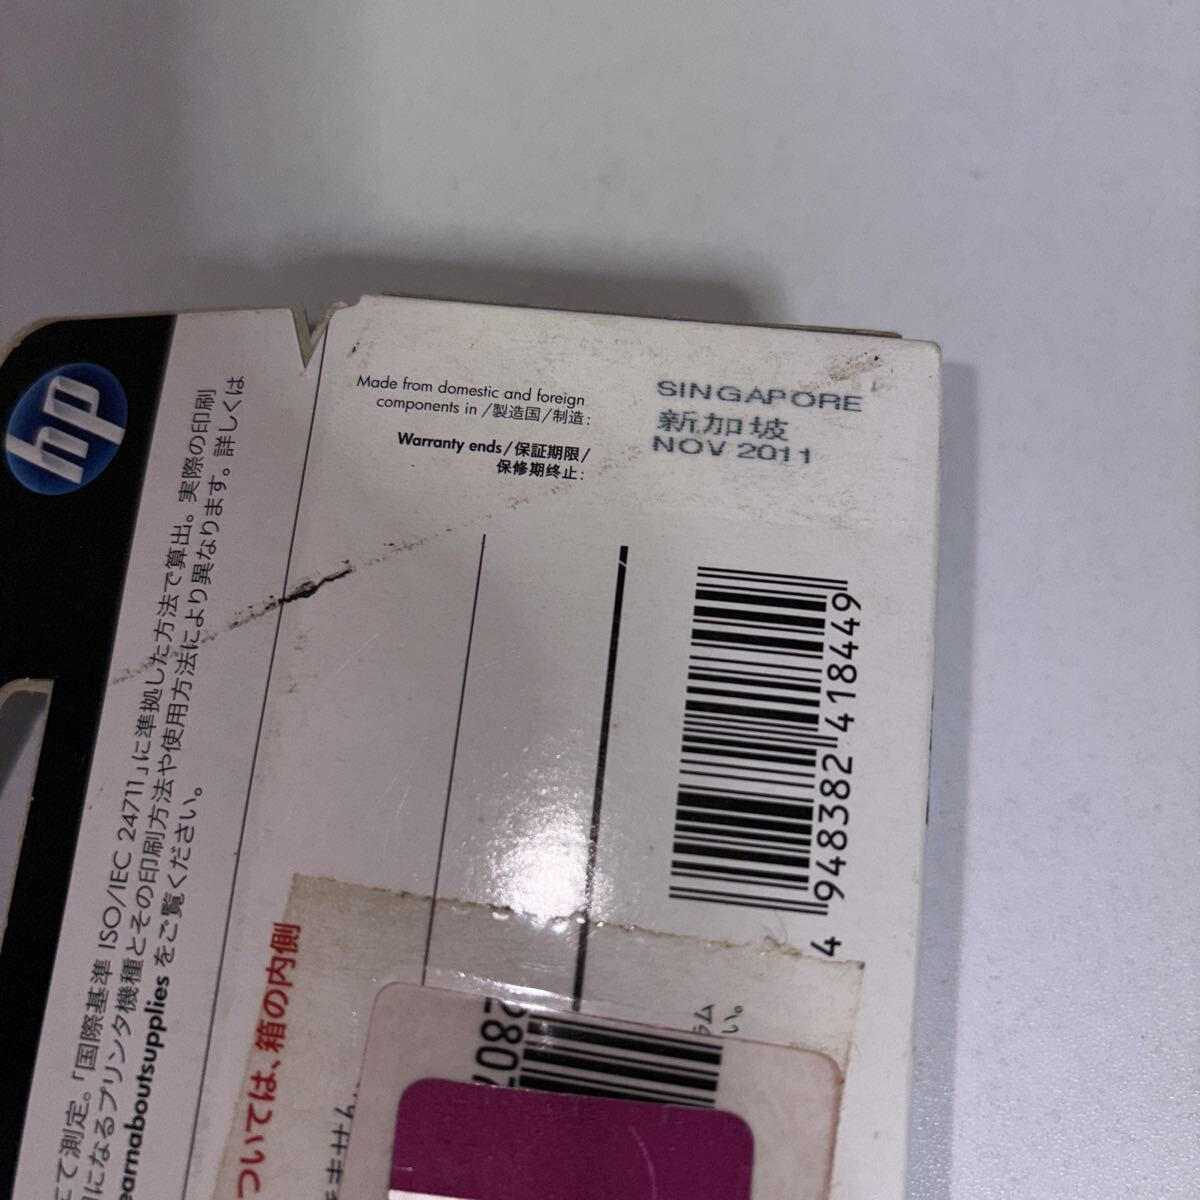 hp
Made from domestic and foreign
components in /製造国/制造:
SINGAPORE
新加坡
Warranty ends/保証期限/
保修期终止:
NOV 2011
4 948382 418449
にて測定。「国際基準 ISO/IEC 24711」に準拠した方法で算出。実際の印刷
になるプリンタ機種とその印刷方法や使用方法により異なります。詳しくは
learnaboutsupplies をご覧ください。
ついては、箱の内側